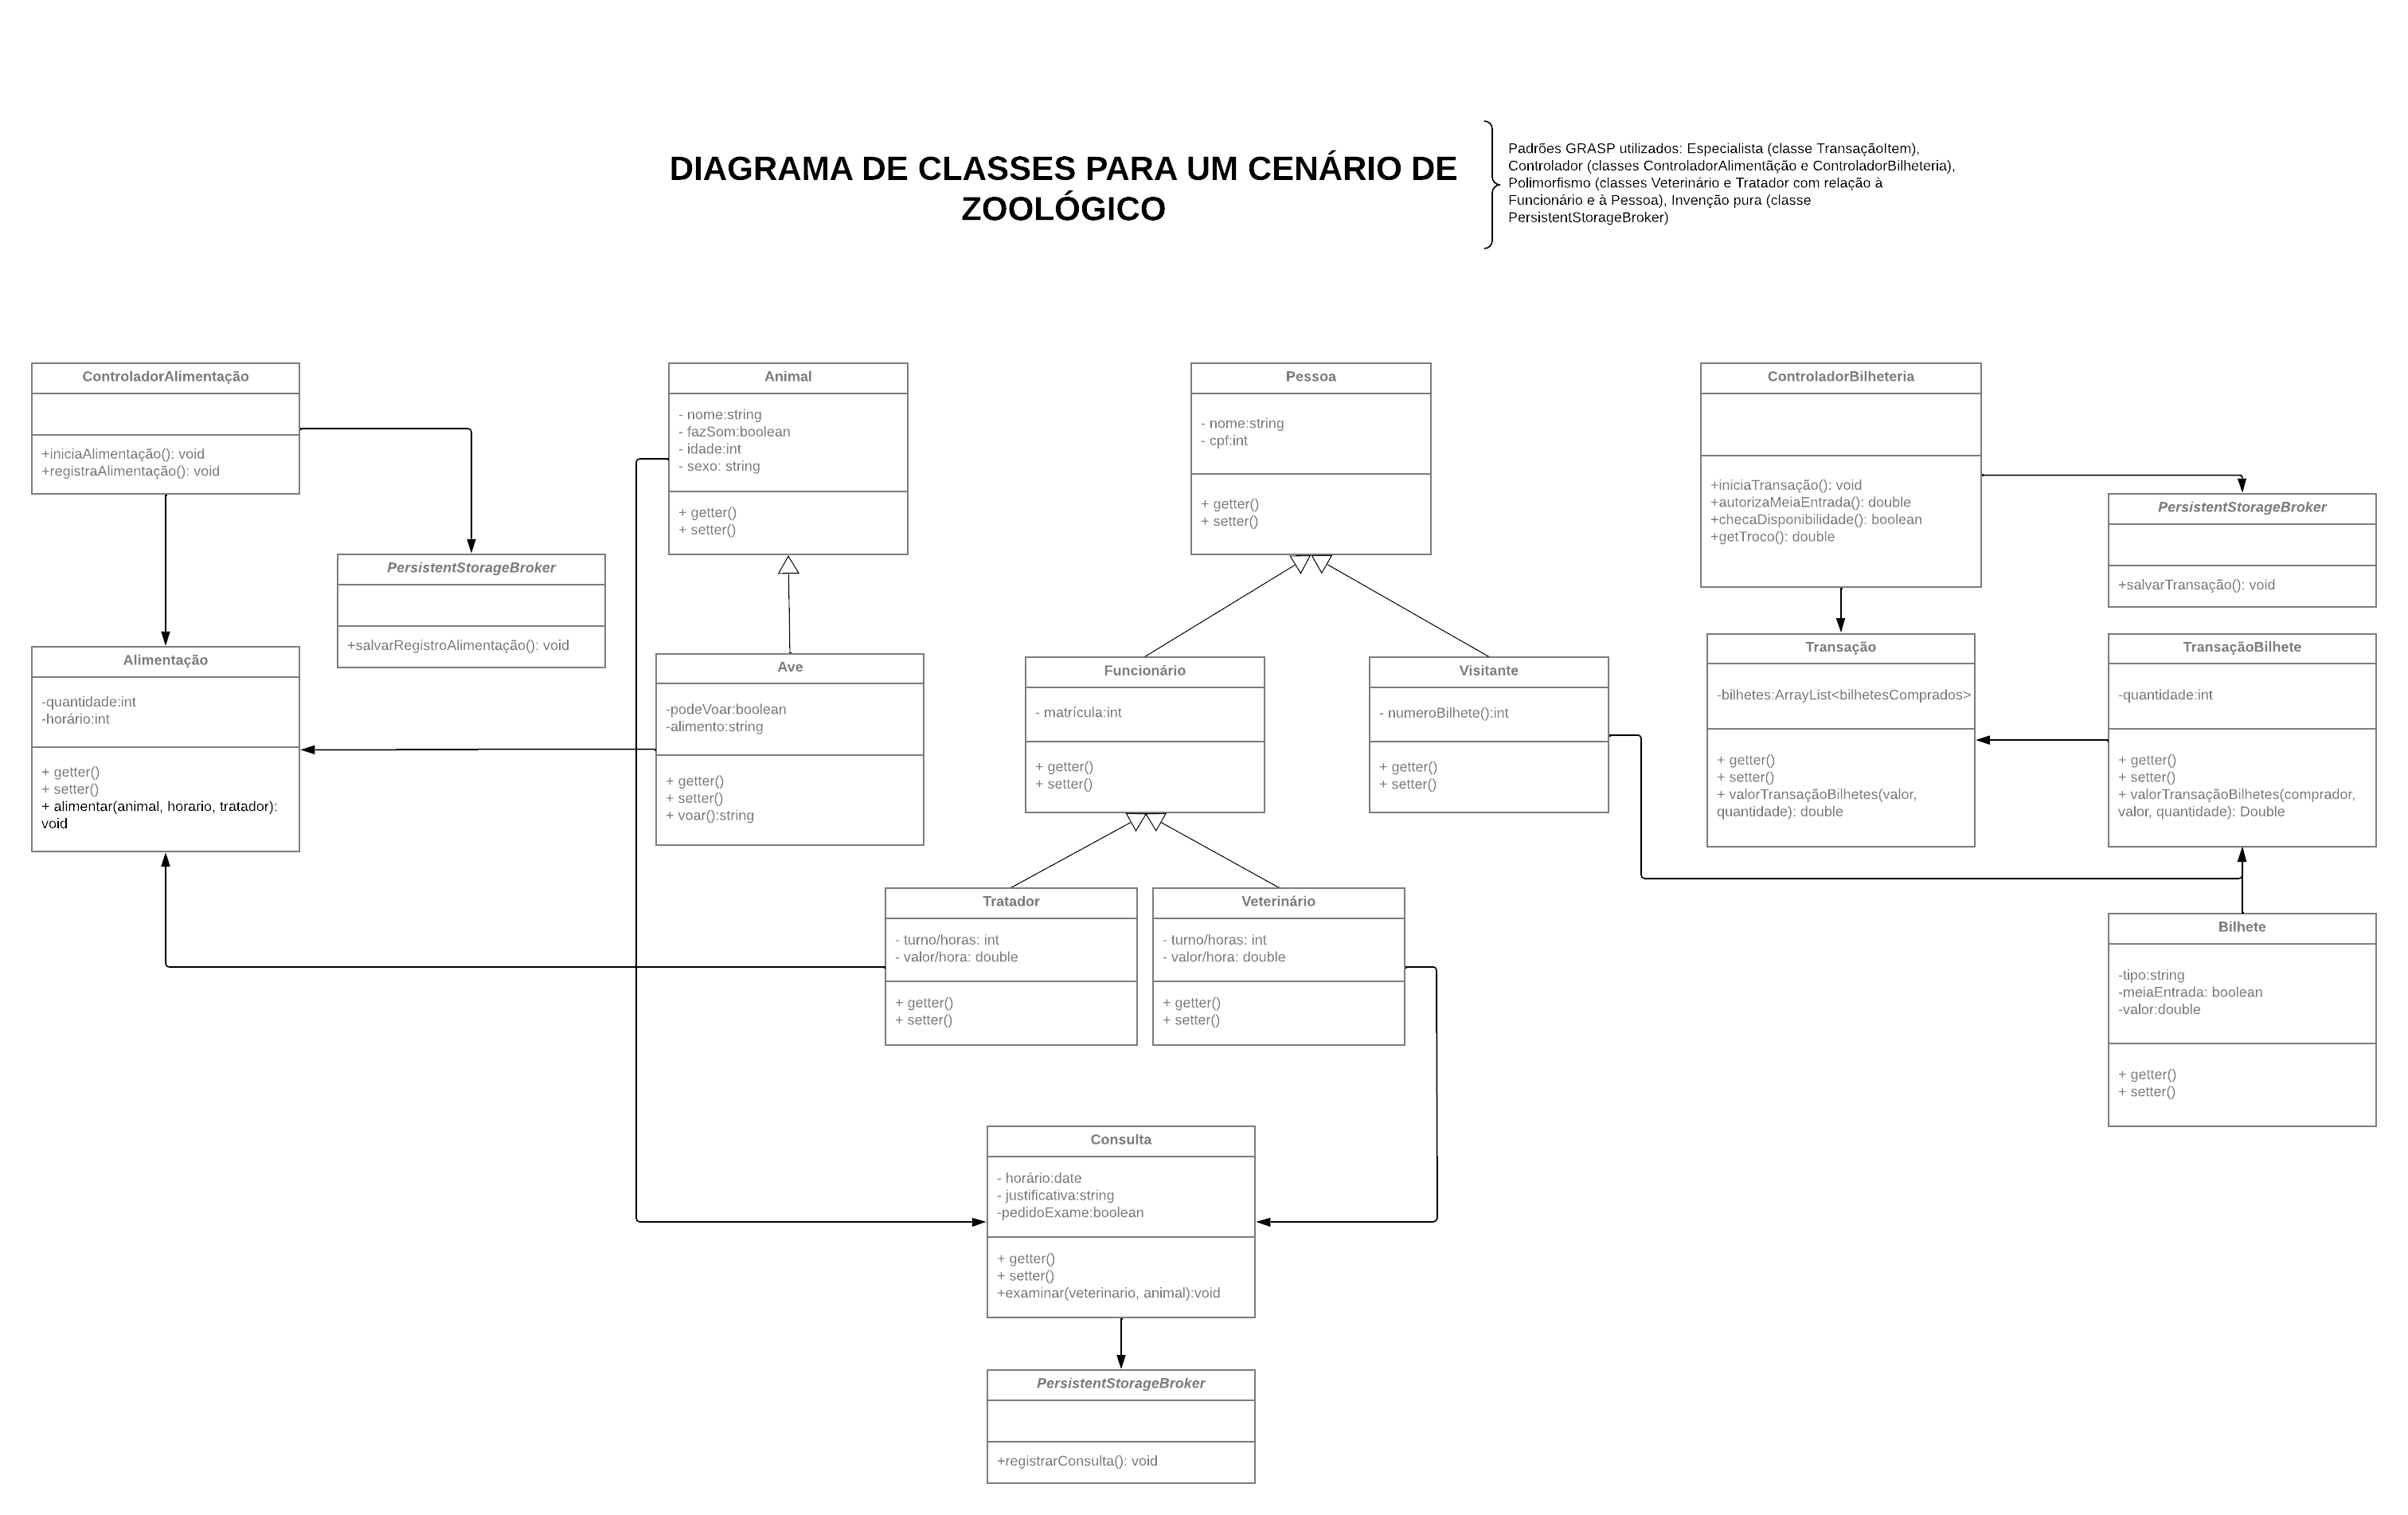 DIAGRAMA DE CLASSES PARA UM CENÁRIO DE
ZOOLÓGICO
Padrões GRASP utilizados: Especialista (classe TransaçãoItem),
Controlador (classes ControladorAlimentãção e ControladorBilheteria),
Polimorfismo (classes Veterinário e Tratador com relação à
Funcionário e à Pessoa), Invenção pura (classe
PersistentStorageBroker)
ControladorAlimentação
+iniciaAlimentação(): void
+registraAlimentação(): void
PersistentStorageBroker
+salvarRegistroAlimentação(): void
Alimentação
-quantidade:int
-horário:int
+ getter()
+ setter()
+ alimentar(animal, horario, tratador):
void
Animal
- nome:string
- fazSom:boolean
- idade:int
- sexo: string
+ getter()
+ setter()
Ave
-podeVoar:boolean
-alimento:string
+ getter()
+ setter()
+ voar():string
Pessoa
- nome:string
- cpf:int
+ getter()
+ setter()
Funcionário
- matrícula:int
+ getter()
+ setter()
Visitante
- numeroBilhete():int
+ getter()
+ setter()
Tratador
- turno/horas: int
- valor/hora: double
+ getter()
+ setter()
Veterinário
- turno/horas: int
- valor/hora: double
+ getter()
+ setter()
Consulta
- horário:date
- justificativa:string
-pedidoExame:boolean
+ getter()
+ setter()
+examinar(veterinario, animal):void
PersistentStorageBroker
+registrarConsulta(): void
ControladorBilheteria
+iniciaTransação(): void
+autorizaMeiaEntrada(): double
+checaDisponibilidade(): boolean
+getTroco(): double
PersistentStorageBroker
+salvarTransação(): void
Transação
-bilhetes:ArrayList<bilhetesComprados>
+ getter()
+ setter()
+ valorTransaçãoBilhetes(valor,
quantidade): double
TransaçãoBilhete
-quantidade:int
+ getter()
+ setter()
+ valorTransaçãoBilhetes(comprador,
valor, quantidade): Double
Bilhete
-tipo:string
-meiaEntrada: boolean
-valor:double
+ getter()
+ setter()